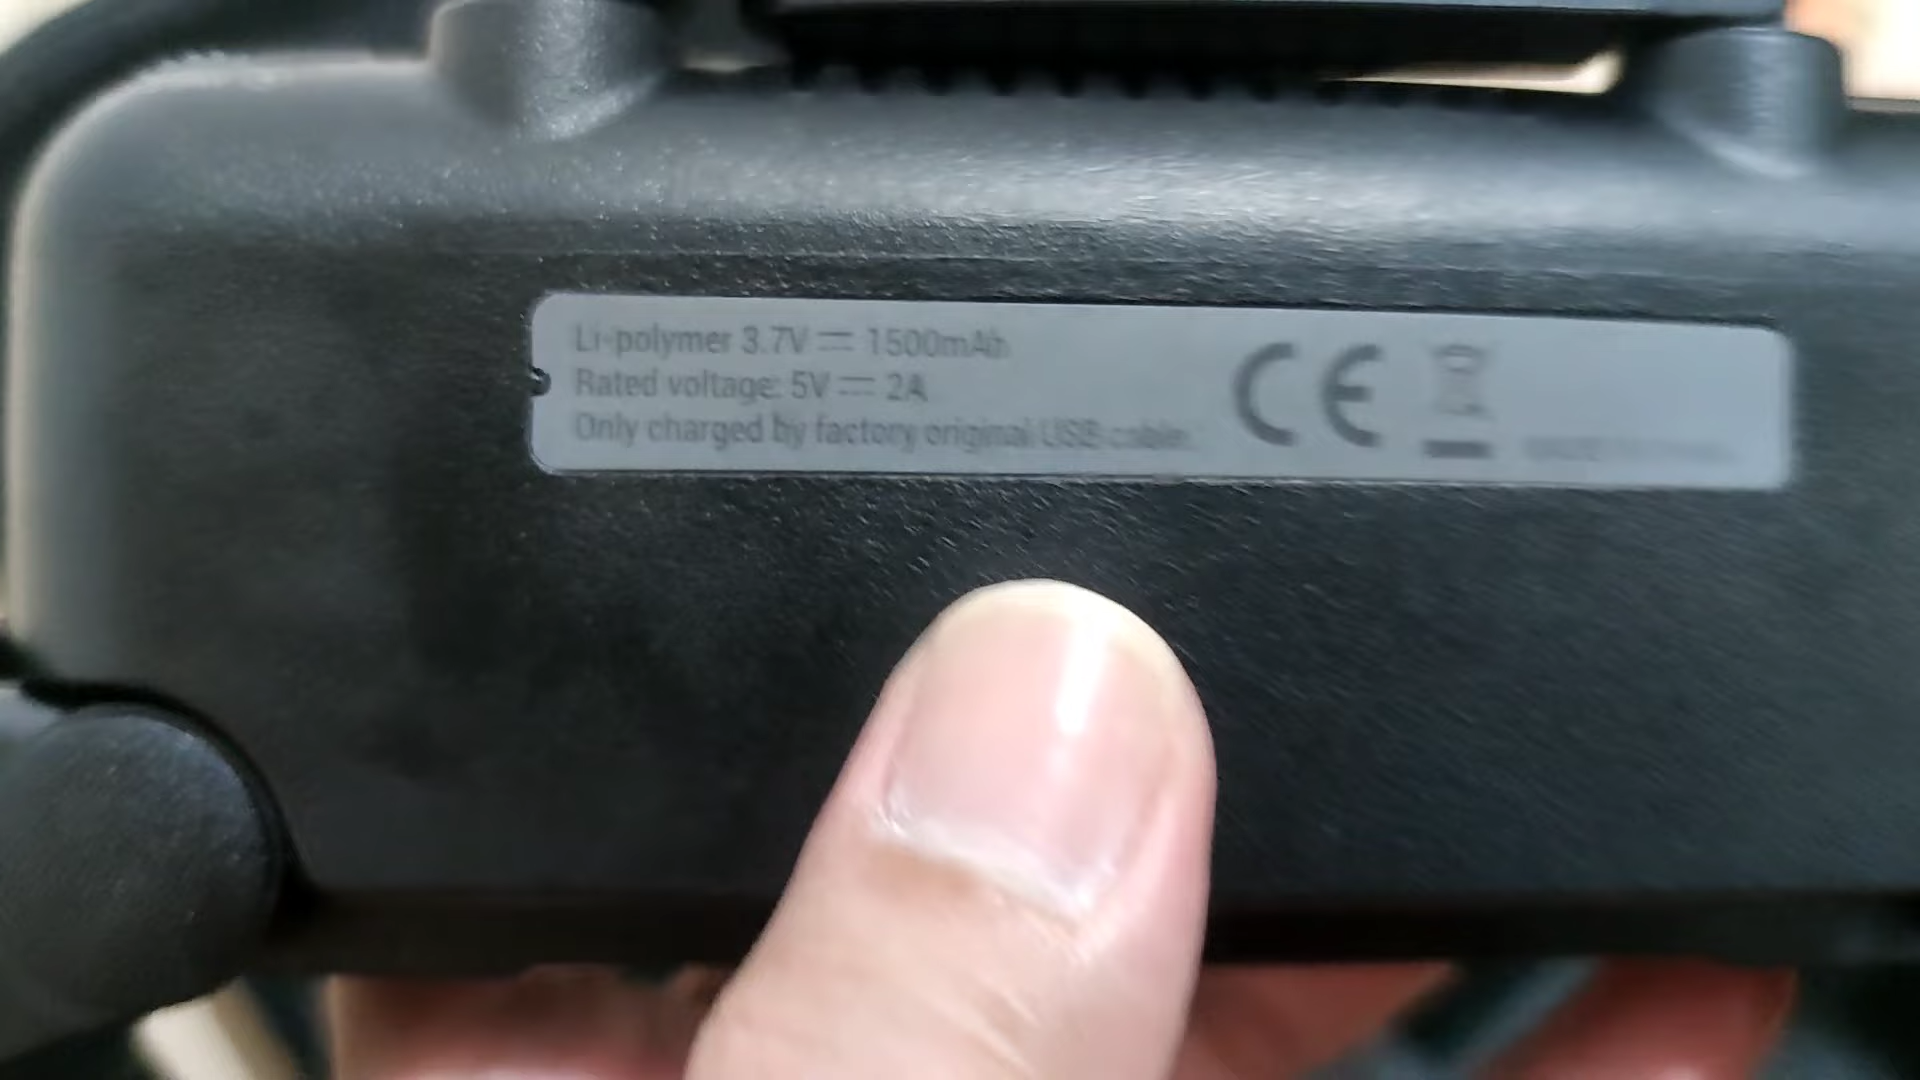 Li-polymer 3.7V ⎓ 1500mAh
Rated voltage: 5V ⎓ 2A
Only charged by factory original USB cable.
CE